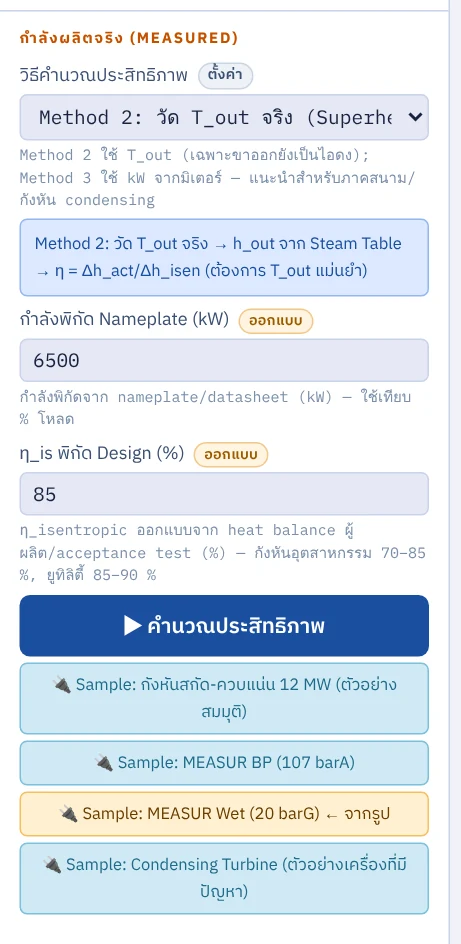 กำลังผลิตจริง (MEASURED)
วิธีคำนวณประสิทธิภาพ ตั้งค่า
Method 2: วัด T_out จริง (Superhe
Method 2 ใช้ T_out (เฉพาะขาออกยังเป็นไอดง);
Method 3 ใช้ kW จากมิเตอร์ — แนะนำสำหรับภาคสนาม/
กังหัน condensing
Method 2: วัด T_out จริง → h_out จาก Steam Table
→ η = Δh_act/Δh_isen (ต้องการ T_out แม่นยำ)
กำลังพิกัด Nameplate (kW) ออกแบบ
6500
กำลังพิกัดจาก nameplate/datasheet (kW) — ใช้เทียบ
% โหลด
η_is พิกัด Design (%) ออกแบบ
85
η_isentropic ออกแบบจาก heat balance ผู้
ผลิต/acceptance test (%) — กังหันอุตสาหกรรม 70–85
%, ยูทิลิตี้ 85–90 %
▶ คำนวณประสิทธิภาพ
🔌 Sample: กังหันสกัด-ควบแน่น 12 MW (ตัวอย่าง
สมมุติ)
🔌 Sample: MEASUR BP (107 barA)
🔌 Sample: MEASUR Wet (20 barG) ← จากรูป
🔌 Sample: Condensing Turbine (ตัวอย่างเครื่องที่มี
ปัญหา)